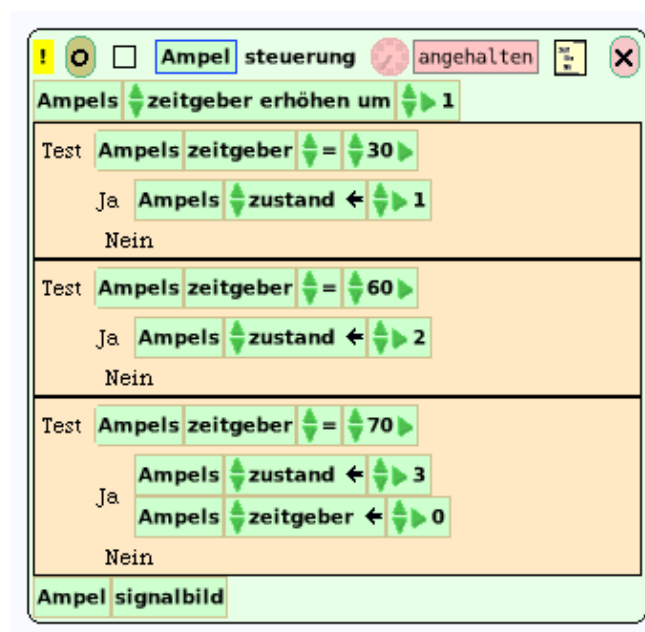 ! O Ampel steuerung angehalten X
Ampels zeitgeber erhöhen um 1
Test Ampels zeitgeber = 30
Ja Ampels zustand ← 1
Nein
Test Ampels zeitgeber = 60
Ja Ampels zustand ← 2
Nein
Test Ampels zeitgeber = 70
Ja Ampels zustand ← 3
Ampels zeitgeber ← 0
Nein
Ampel signalbild